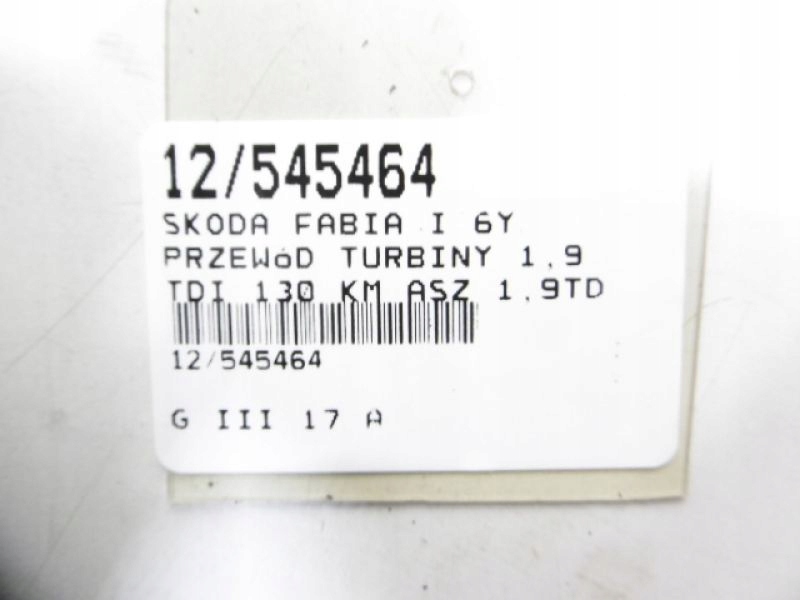 12/545464
SKODA FABIA I 6Y
PRZEWóD TURBINY 1.9
TDI 130 KM ASZ 1.9TD
12/545464
G III 17 A